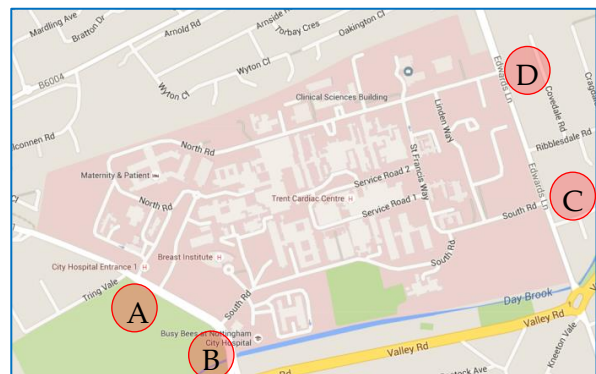 Mardling Ave
Bratton Dr
Arnold Rd
Arnside Rd
Torbay Cres
Oakington Cl
Wyton Cl
B6004
Wyton Cl
Edwards Ln
D
Covedale Rd
Clinical Sciences Building
Linden Way
North Rd
Ribblesdale Rd
St Francis Way
Maternity & Patient
Service Road 2
Edwards Ln
C
North Rd
Trent Cardiac Centre H
Service Road 1
South Rd
Breast Institute H
South Rd
City Hospital Entrance 1 H
Tring Vale
South Rd
Day Brook
A
Busy Bees at Nottingham
City Hospital
B
Valley Rd
Valley Rd
Rd
Kneeton Vale